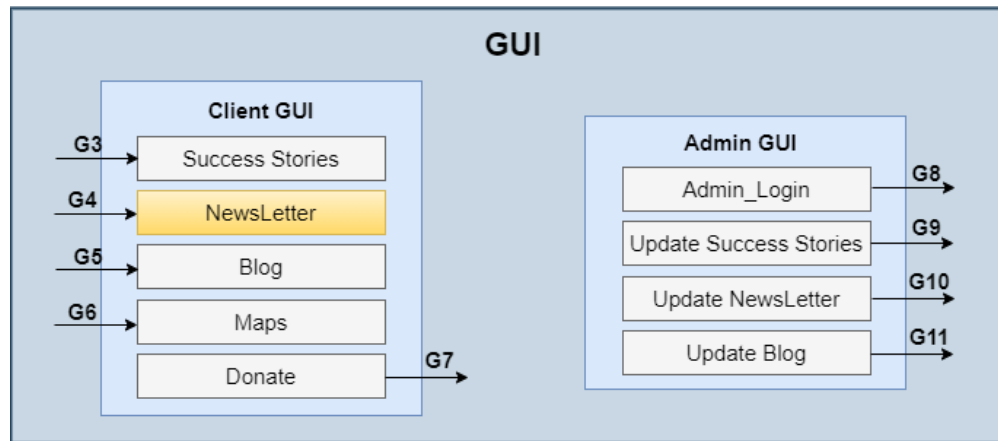 GUI
Client GUI
G3
Success Stories
G4
NewsLetter
G5
Blog
G6
Maps
Donate
G7
Admin GUI
Admin_Login
G8
Update Success Stories
G9
Update NewsLetter
G10
Update Blog
G11